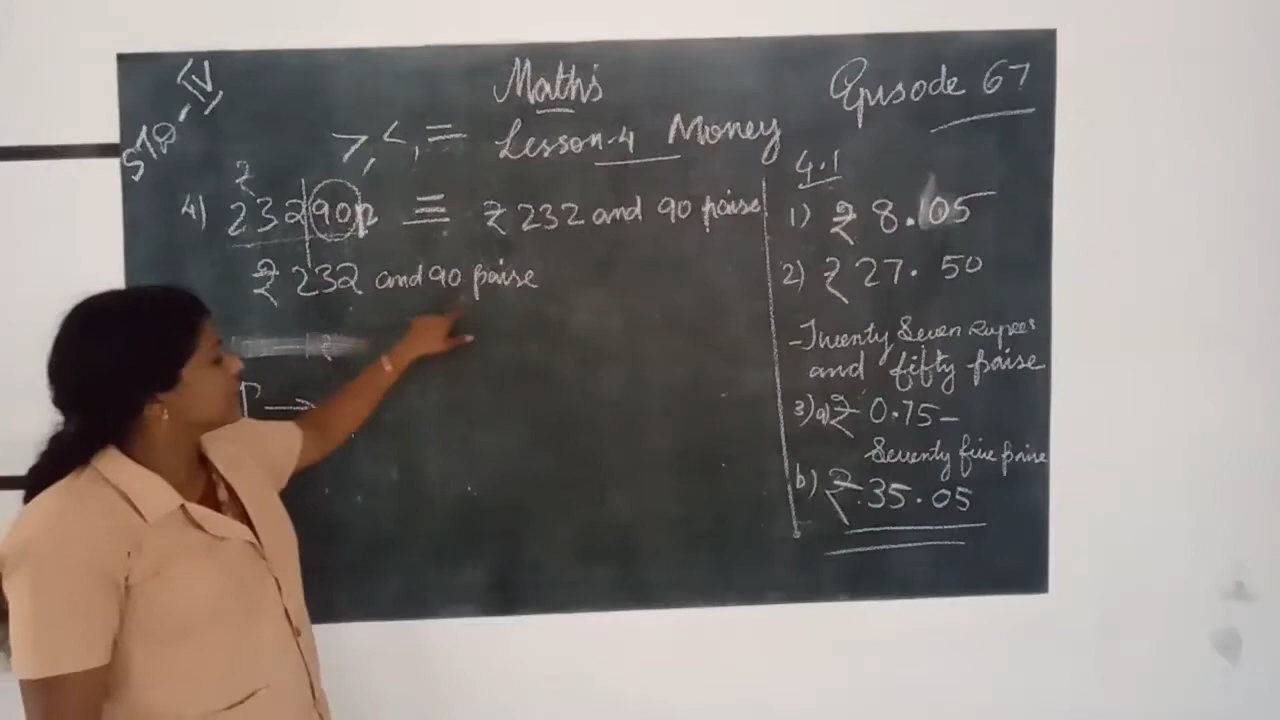 STD-IV
Maths
Episode 67
>, <, =
Lesson-4 Money
₹
4) 232 90p = ₹ 232 and 90 paise
₹ 232 and 90 paise
4.1
1) ₹ 8.105
2) ₹ 27.50
-Twenty Seven Rupees
and fifty paise
3) a) ₹ 0.75-
Seventy five paise
b) ₹ 35.05